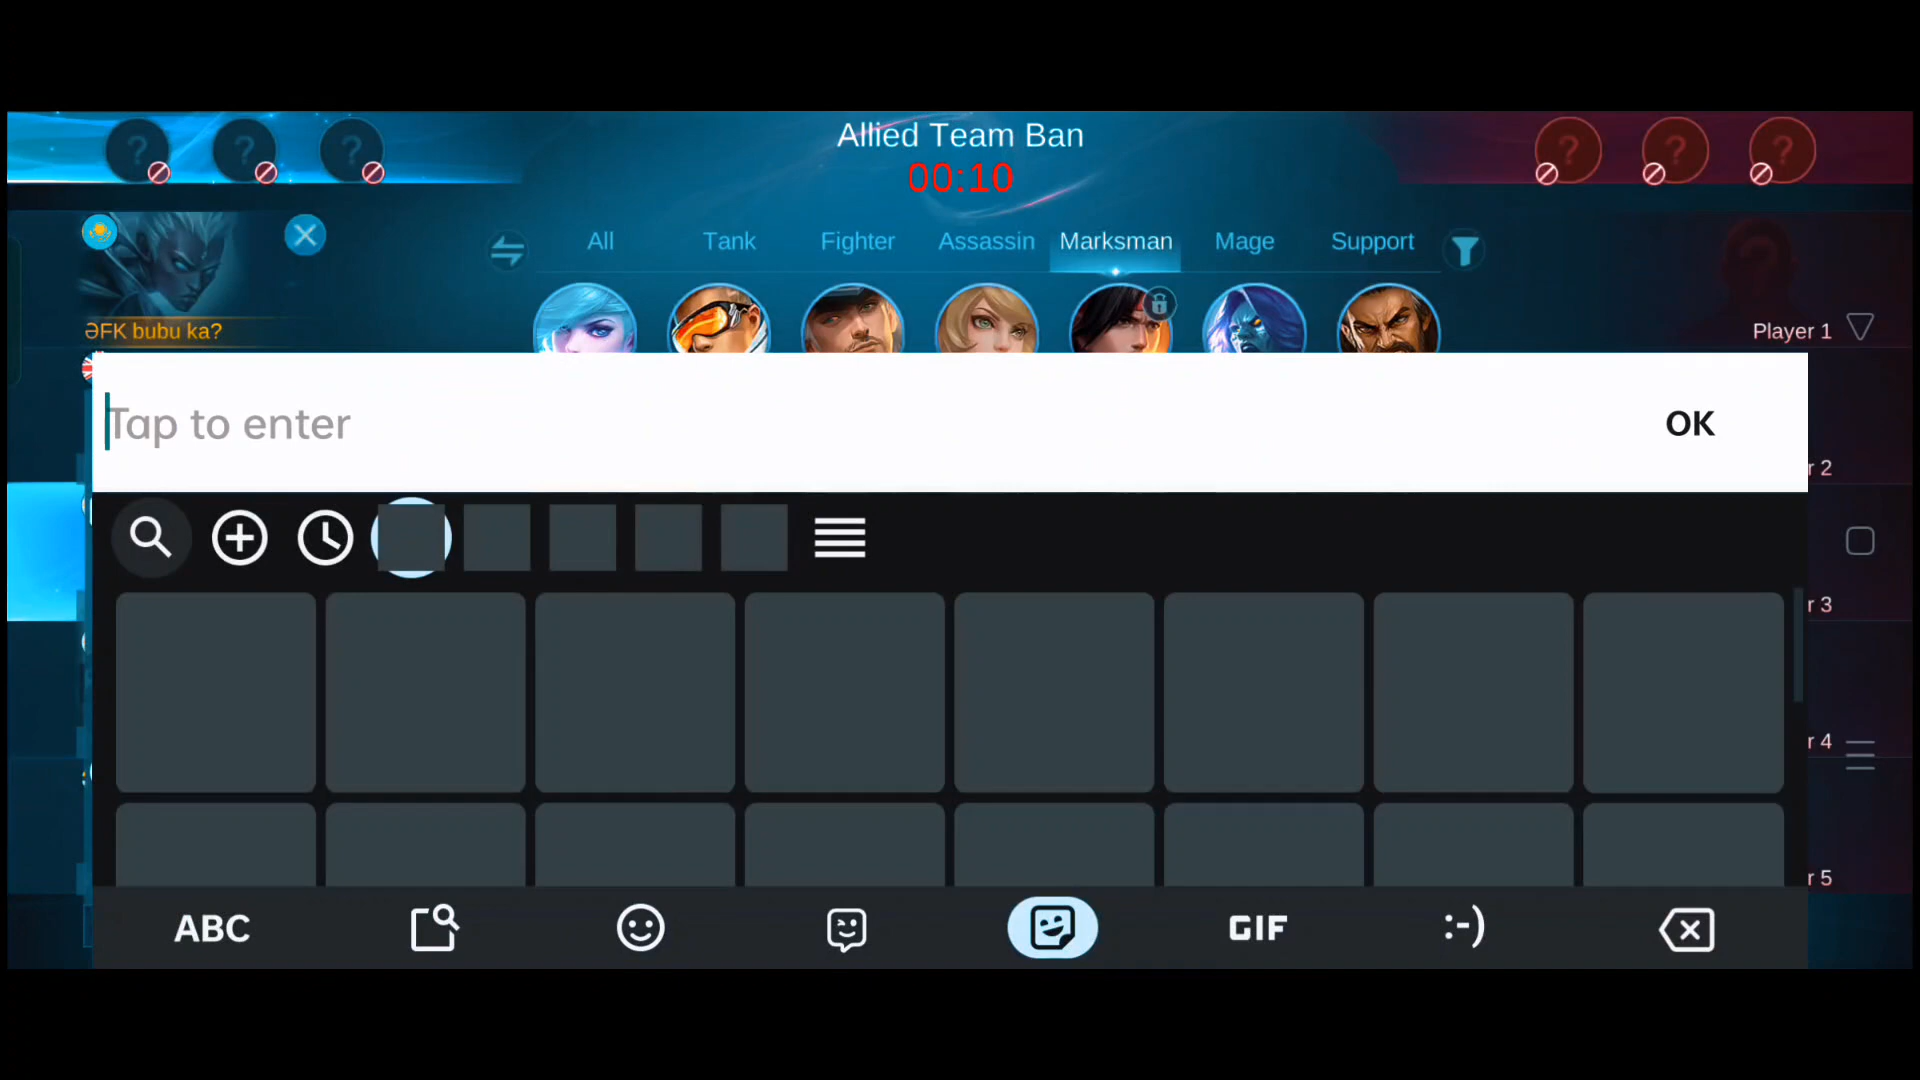 Allied Team Ban
00:10
All Tank Fighter Assassin Marksman Mage Support
ƏFK bubu ka?
Player 1
Tap to enter
OK
r 2
r 3
r 4
r 5
ABC
GIF
:-)